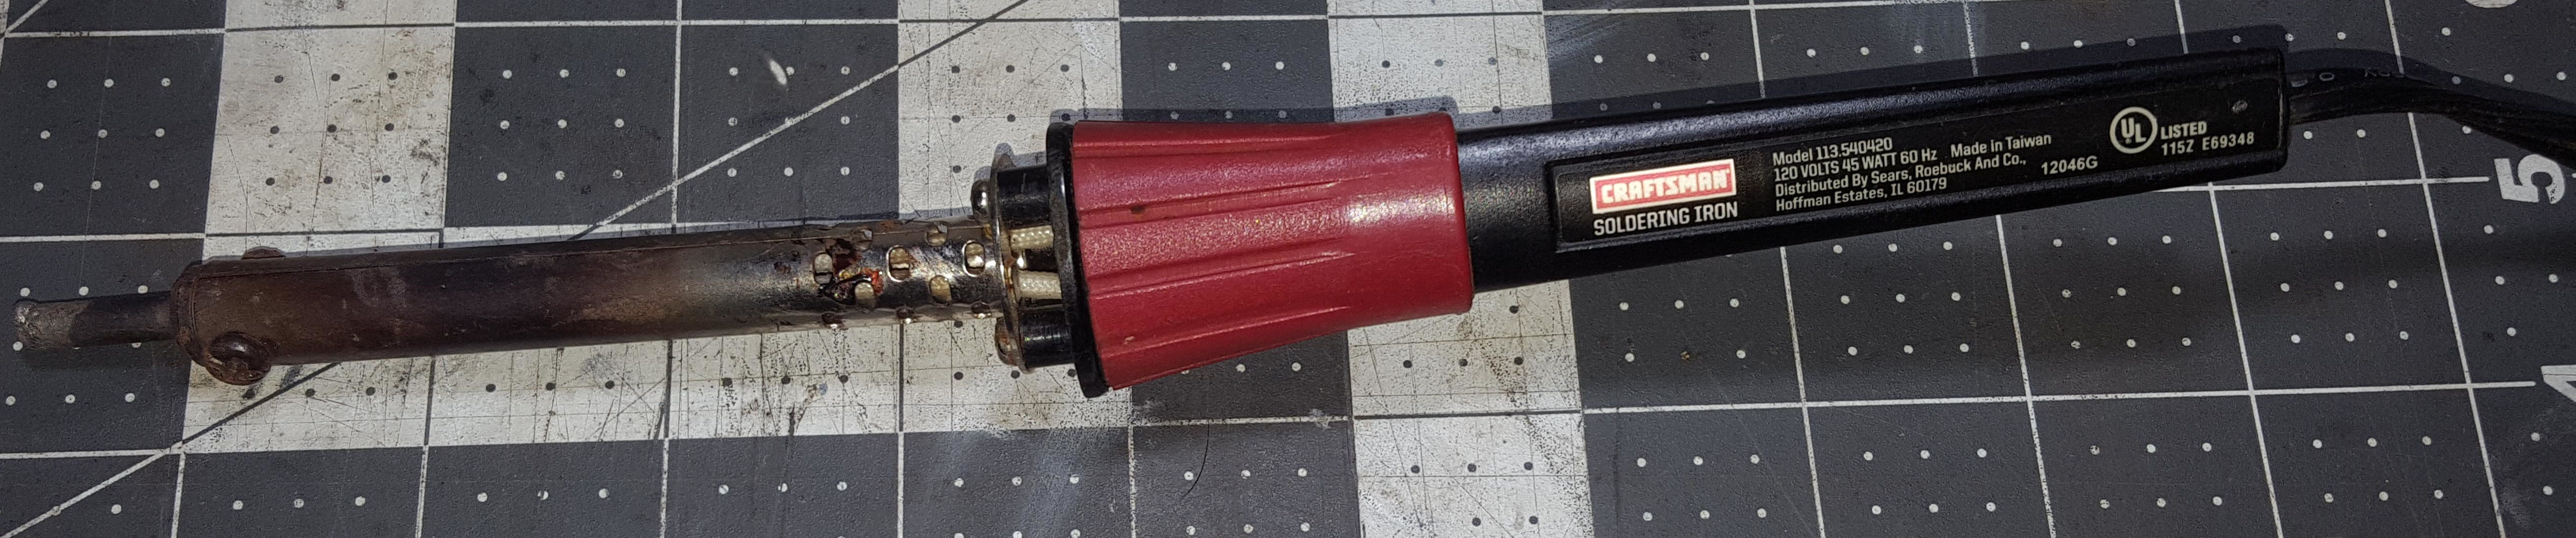 CRAFTSMAN
SOLDERING IRON
Model 113.540420
120 VOLTS 45 WATT 60 Hz Made in Taiwan
Distributed By Sears, Roebuck And Co.,
Hoffman Estates, IL 60179
12046G
UL LISTED
115Z E69348
5